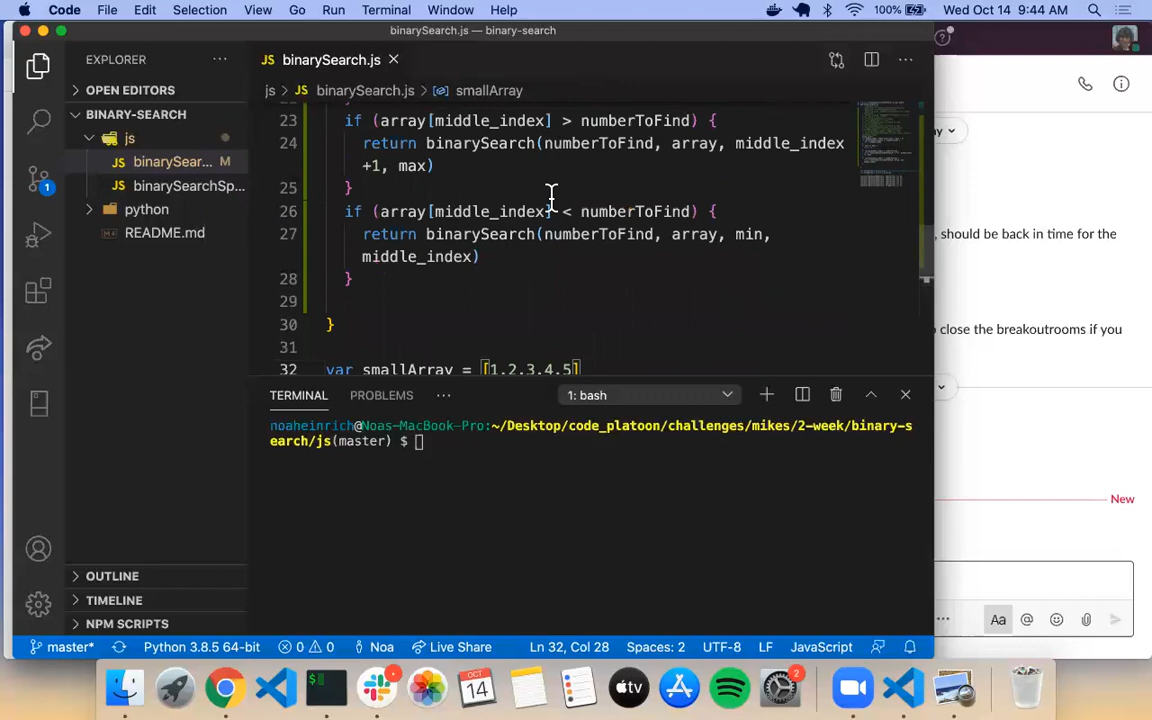 Code File Edit Selection View Go Run Terminal Window Help 100% Wed Oct 14 9:44 AM
binarySearch.js — binary-search
EXPLORER
OPEN EDITORS
BINARY-SEARCH
js
binarySear... M
binarySearchSp...
python
README.md
OUTLINE
TIMELINE
NPM SCRIPTS
JS binarySearch.js
js > JS binarySearch.js > smallArray
23 if (array[middle_index] > numberToFind) {
24 return binarySearch(numberToFind, array, middle_index
+1, max)
25 }
26 if (array[middle_index] < numberToFind) {
27 return binarySearch(numberToFind, array, min,
middle_index)
28 }
29
30 }
31
32 var smallArray = [1,2,3,4,5]
TERMINAL PROBLEMS ... 1: bash
noaheinrich@Noas-MacBook-Pro:~/Desktop/code_platoon/challenges/mikes/2-week/binary-s
earch/js(master) $
master* Python 3.8.5 64-bit 0 0 Noa Live Share Ln 32, Col 28 Spaces: 2 UTF-8 LF JavaScript
, should be back in time for the
close the breakoutrooms if you
New
Aa
OCT
14
tv
2